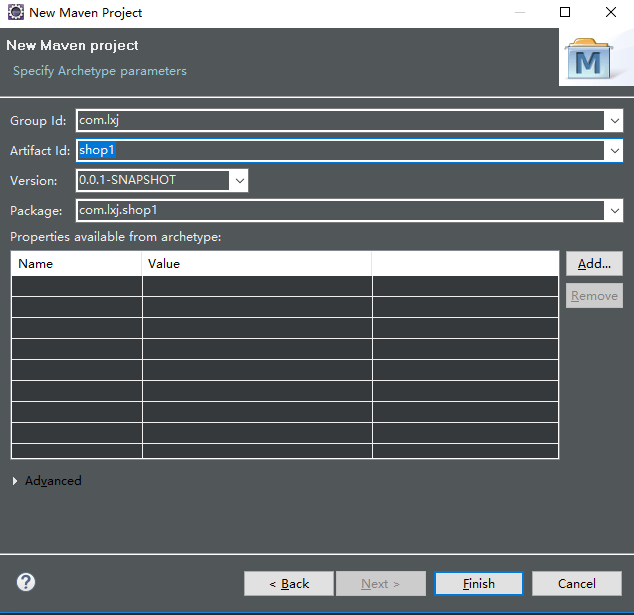 New Maven Project
New Maven project
Specify Archetype parameters
M
Group Id: com.lxj
Artifact Id: shop1
Version: 0.0.1-SNAPSHOT
Package: com.lxj.shop1
Properties available from archetype:
Name Value
Add...
Remove
Advanced
? < Back Next > Finish Cancel